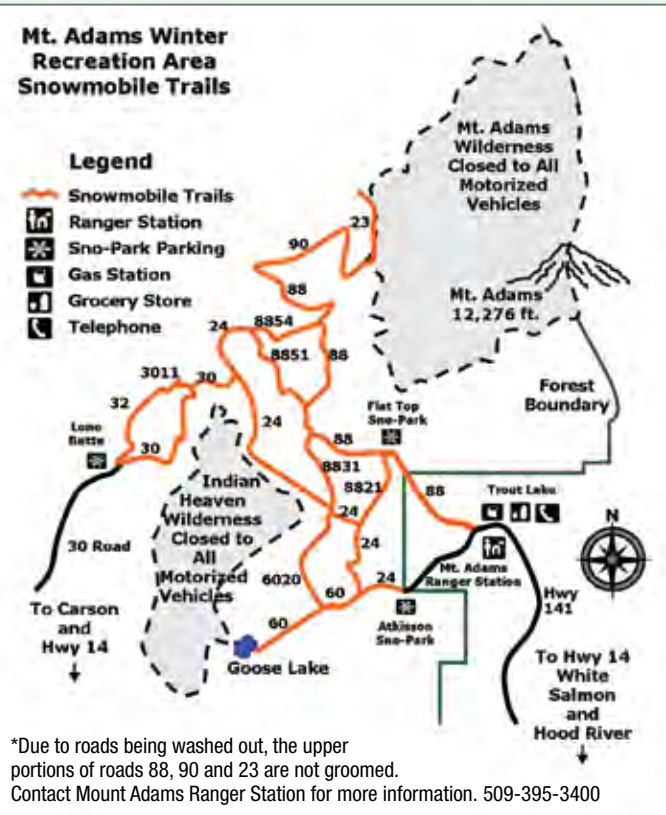 Mt. Adams Winter
Recreation Area
Snowmobile Trails
Legend
Snowmobile Trails
Ranger Station
Sno-Park Parking
Gas Station
Grocery Store
Telephone
Mt. Adams
Wilderness
Closed to All
Motorized
Vehicles
23
90
88
Mt. Adams
12,276 ft.
24
8854
8851
88
3011
30
32
Forest
Boundary
Flat Top
Sno-Park
Lone
Butte
24
88
30
8831
8821
88
Trout Lake
Indian
Heaven
Wilderness
Closed to
All
Motorized
Vehicles
24
N
30 Road
24
Mt. Adams
Ranger Station
6020
24
60
Hwy
141
To Carson
and
Hwy 14
60
Atkisson
Sno-Park
Goose Lake
To Hwy 14
White
Salmon
and
Hood River
*Due to roads being washed out, the upper
portions of roads 88, 90 and 23 are not groomed.
Contact Mount Adams Ranger Station for more information. 509-395-3400